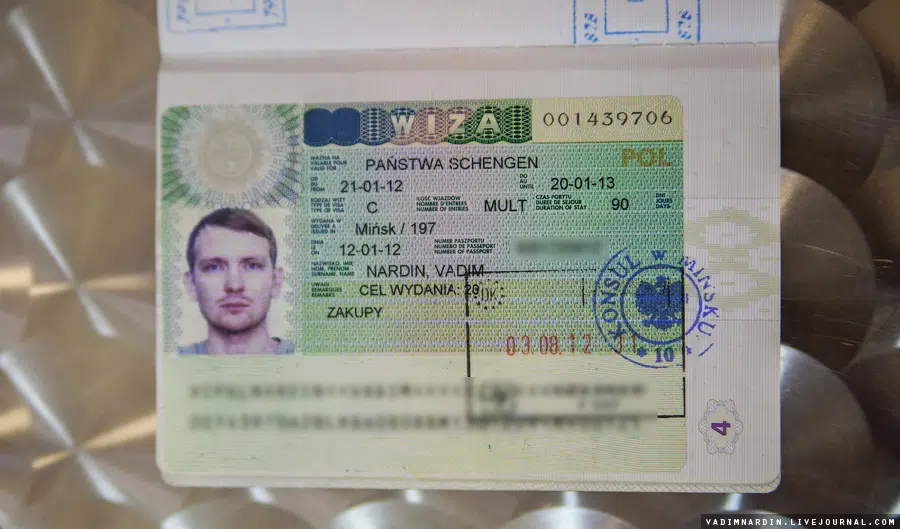 WIZA 001439706
POL
WAŻNA NA
VALABLE POUR
VALID FOR
PAŃSTWA SCHENGEN
OD
DU
FROM
21-01-12
DO
AU
UNTIL
20-01-13
RODZAJ WIZY
TYPE DE VISA
TYPE OF VISA
C
ILOŚĆ WJAZDÓW
NOMBRE D'ENTRÉES
NUMBER OF ENTRIES
MULT
CZAS POBYTU
DURÉE DE SÉJOUR
DURATION OF STAY
90
DNI
JOURS
DAYS
WYDANA W
DÉLIVRÉ À
ISSUED IN
Mińsk / 197
DNIA
LE
ON
12-01-12
NUMER PASZPORTU
NUMÉRO DE PASSEPORT
NUMBER OF PASSPORT
NAZWISKO, IMIĘ
NOM, PRÉNOM
SURNAME, NAME
NARDIN, VADIM
UWAGI
REMARQUES
REMARKS
CEL WYDANIA: 29
ZAKUPY
KONSUL W MIŃSKU
10
03.08.12
4
VADIMNARDIN.LIVEJOURNAL.COM